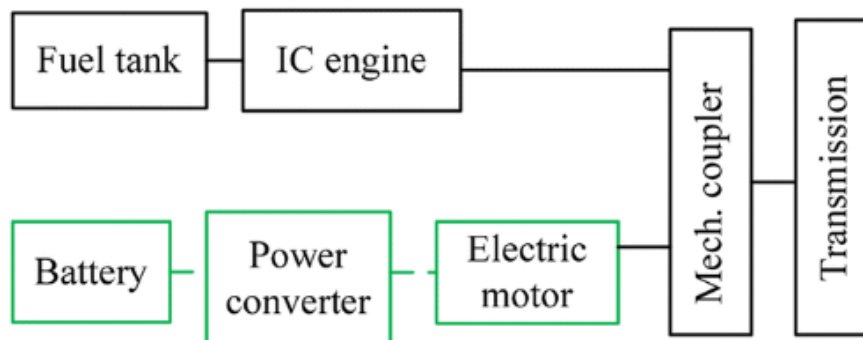 Fuel tank
IC engine
Mech. coupler
Transmission
Battery
Power
converter
Electric
motor